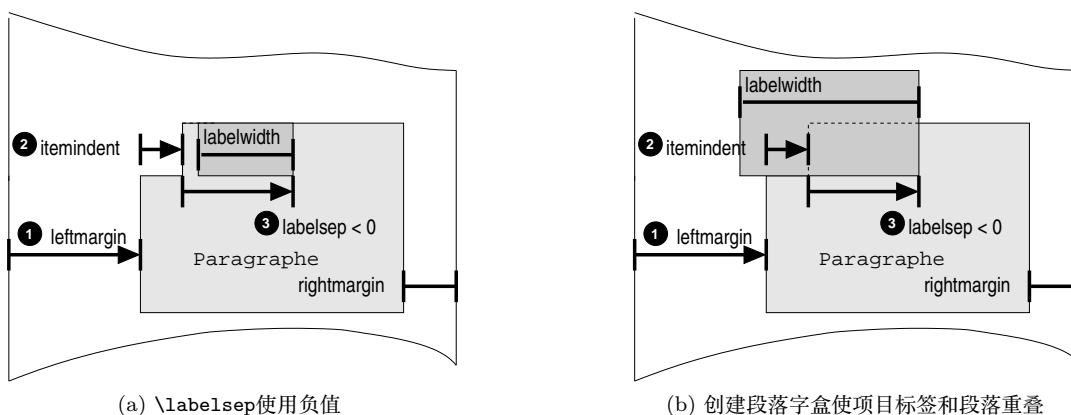 labelwidth
2 itemindent
1 leftmargin
3 labelsep < 0
Paragraphe
rightmargin
(a) \labelsep使用负值
labelwidth
2 itemindent
1 leftmargin
3 labelsep < 0
Paragraphe
rightmargin
(b) 创建段落字盒使项目标签和段落重叠